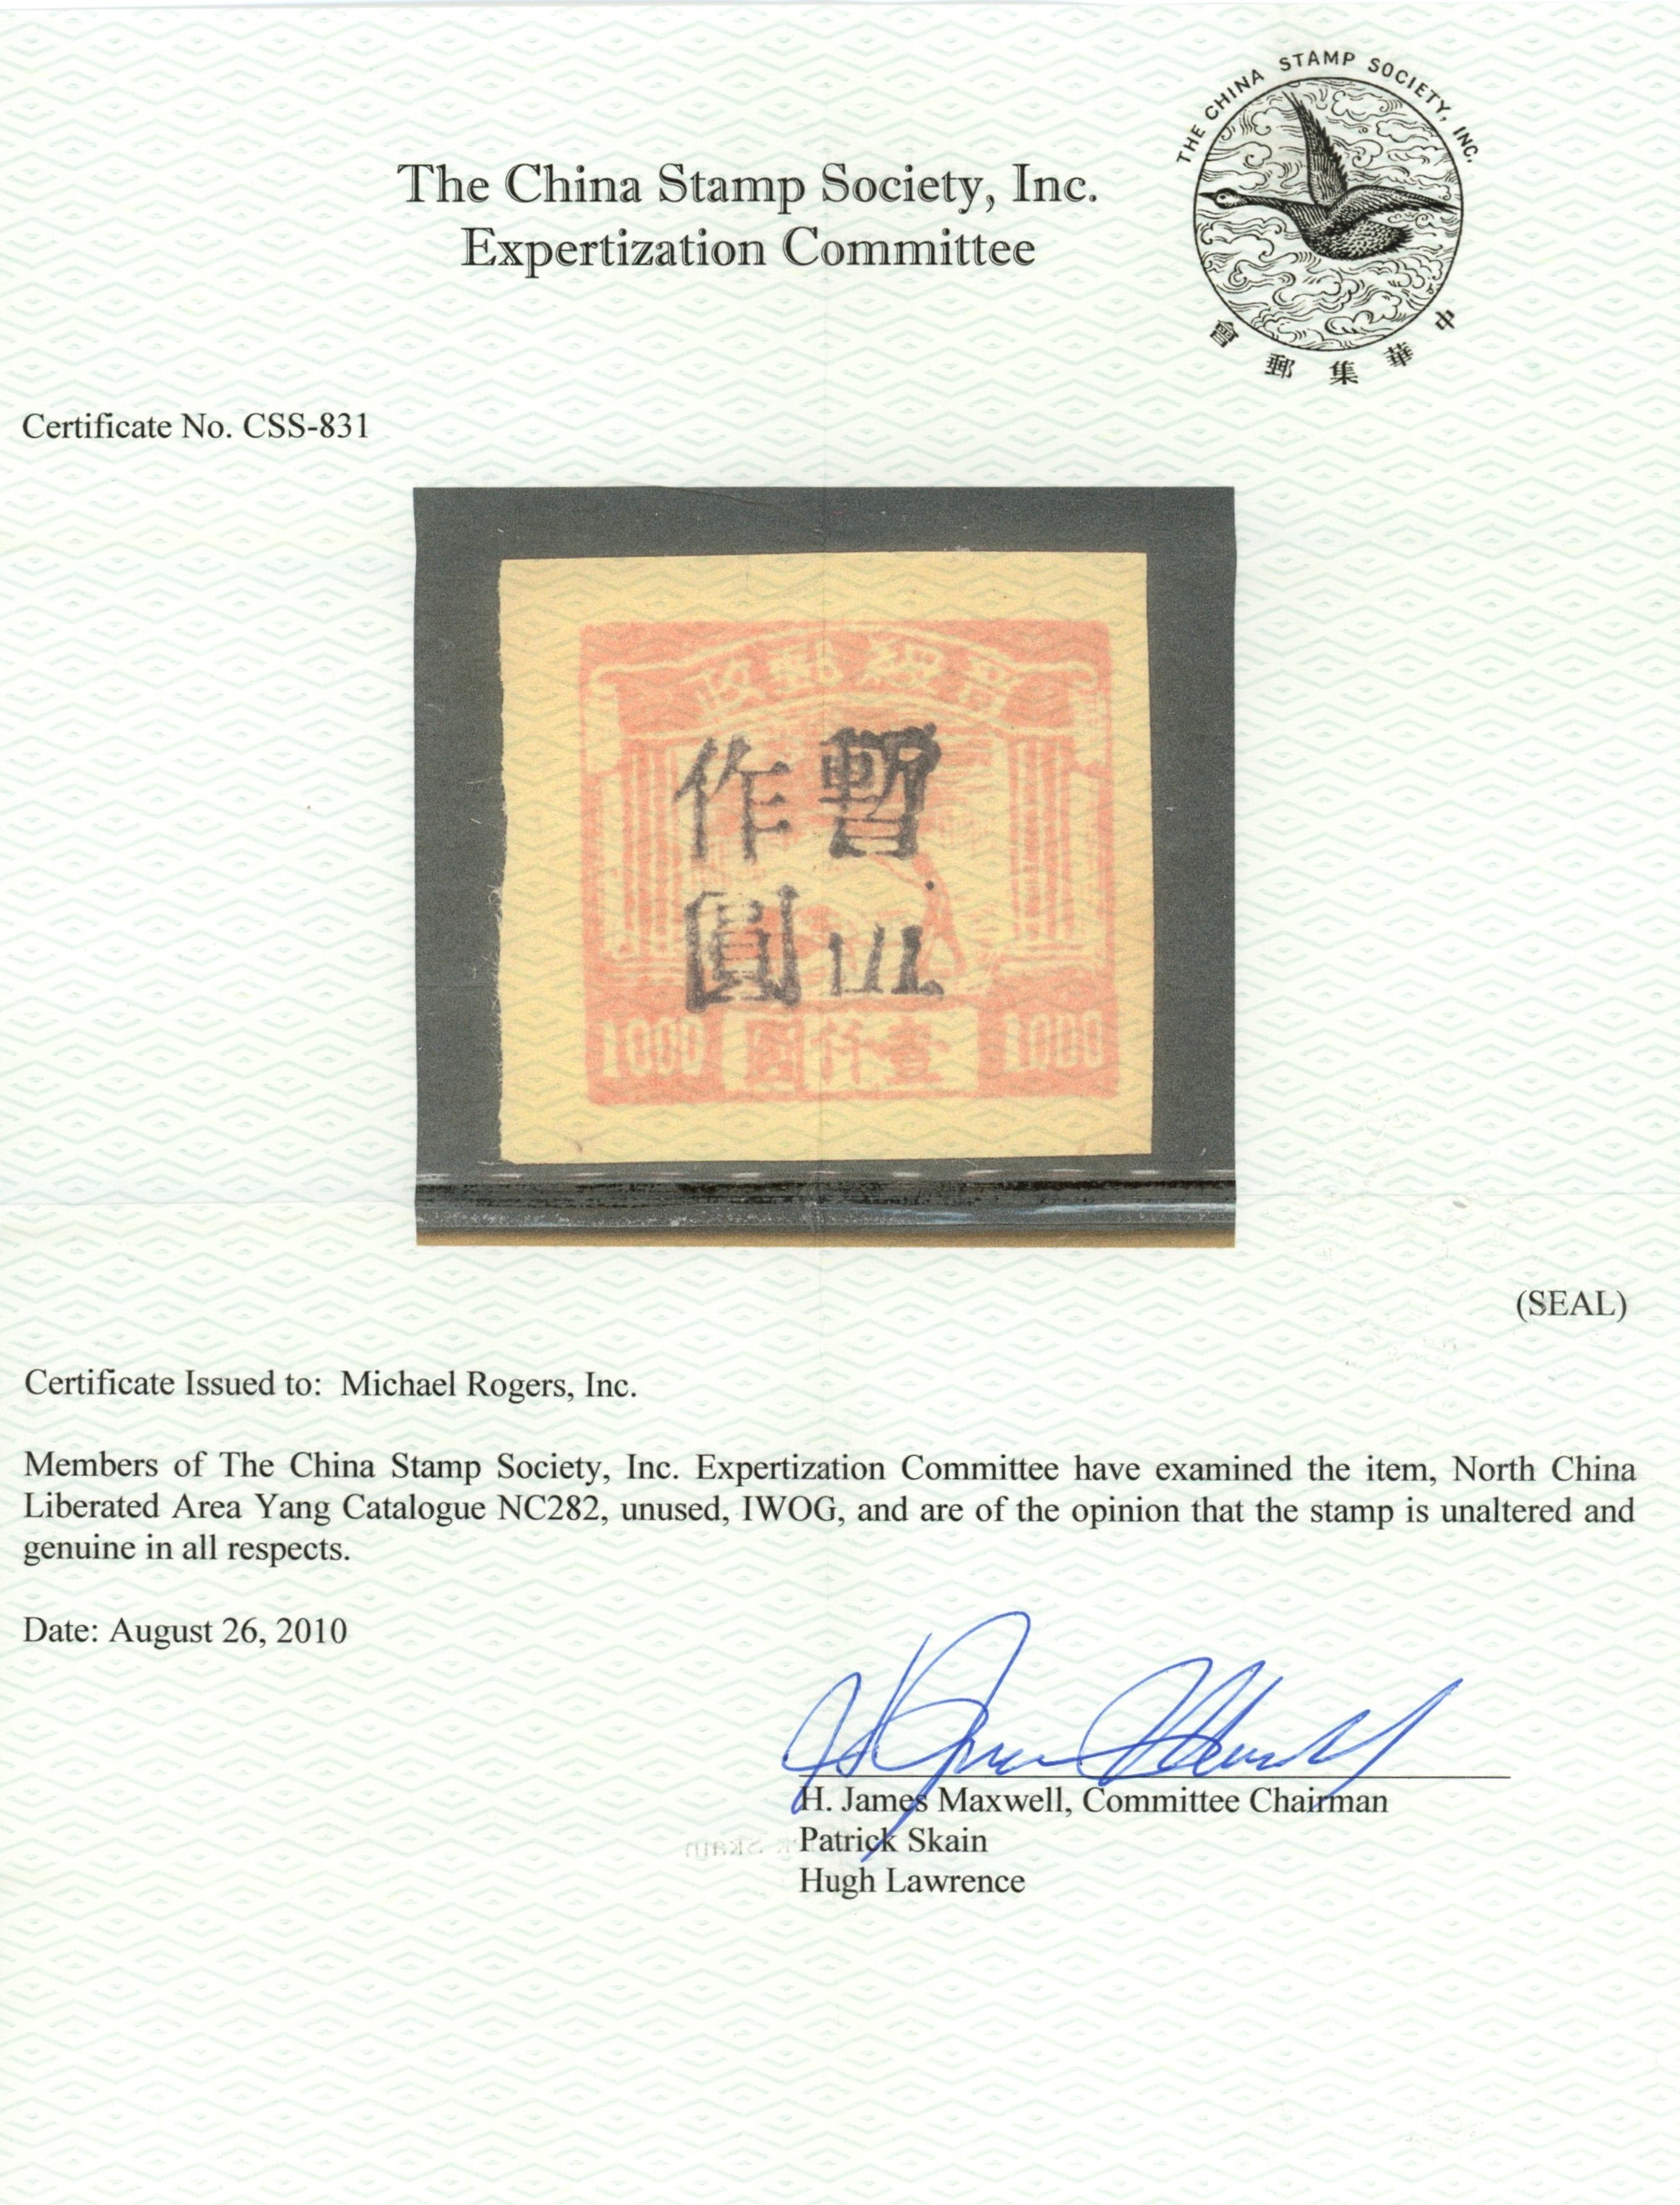 THE CHINA STAMP SOCIETY, INC.
The China Stamp Society, Inc.
Expertization Committee
中華集郵會
Certificate No. CSS-831
晋綏郵政
暫作
圓
1000 壹仟圓 1000
(SEAL)
Certificate Issued to: Michael Rogers, Inc.
Members of The China Stamp Society, Inc. Expertization Committee have examined the item, North China
Liberated Area Yang Catalogue NC282, unused, IWOG, and are of the opinion that the stamp is unaltered and
genuine in all respects.
Date: August 26, 2010
H. James Maxwell, Committee Chairman
Patrick Skain
Hugh Lawrence